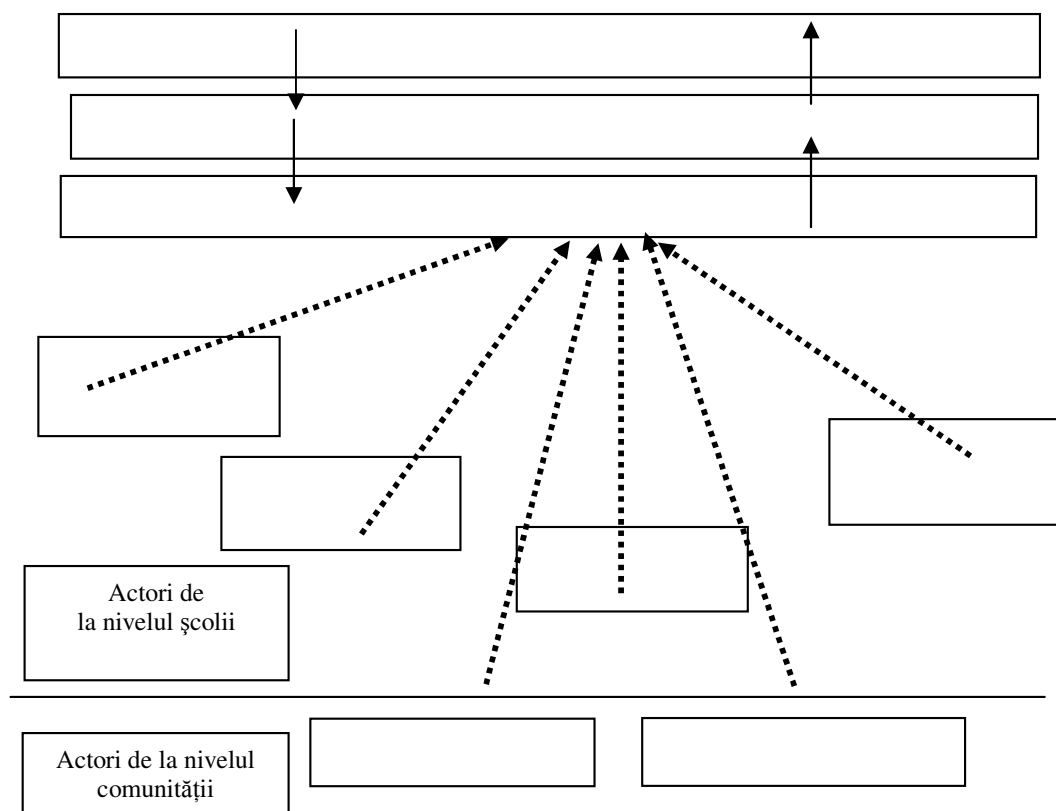 Actori de
la nivelul şcolii
Actori de la nivelul
comunităţii